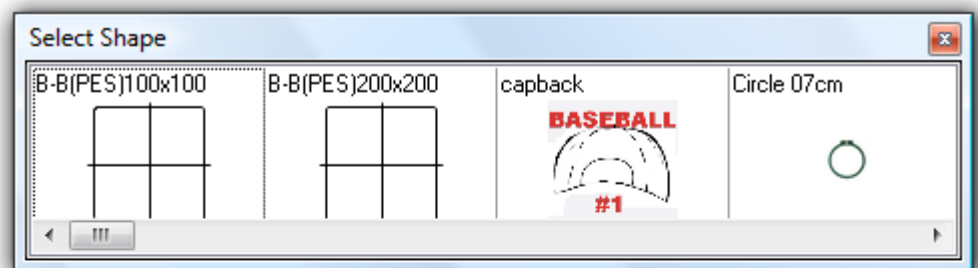 Select Shape
B-B(PES)100x100
B-B(PES)200x200
capback
Circle 07cm
BASEBALL
#1